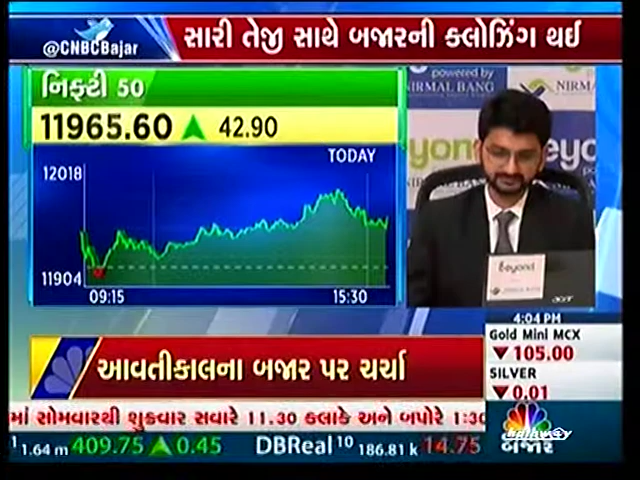 @CNBCBajar
સારી તેજી સાથે બજારની ક્લોઝિંગ થઈ
નિફ્ટી 50
11965.60 ▲ 42.90
TODAY
12018
11904
09:15 15:30
powered by
NIRMAL BANG
NIRMAL
beyond
acer
4:04 PM
Gold Mini MCX
▼ 105.00
SILVER
▼ 0.01
આવતીકાલના બજાર પર ચર્ચા
માં સોમવારથી શુક્રવાર સવારે 11.30 કલાકે અને બપોરે 1:30
1.64 m 409.75 ▲ 0.45 DBReal 10 186.81 k 14.75
બજાર